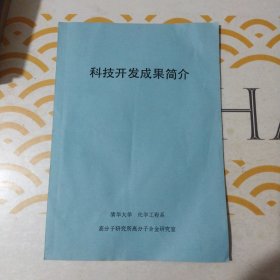 科技开发成果简介
清华大学 化学工程系
高分子研究所高分子合金研究室